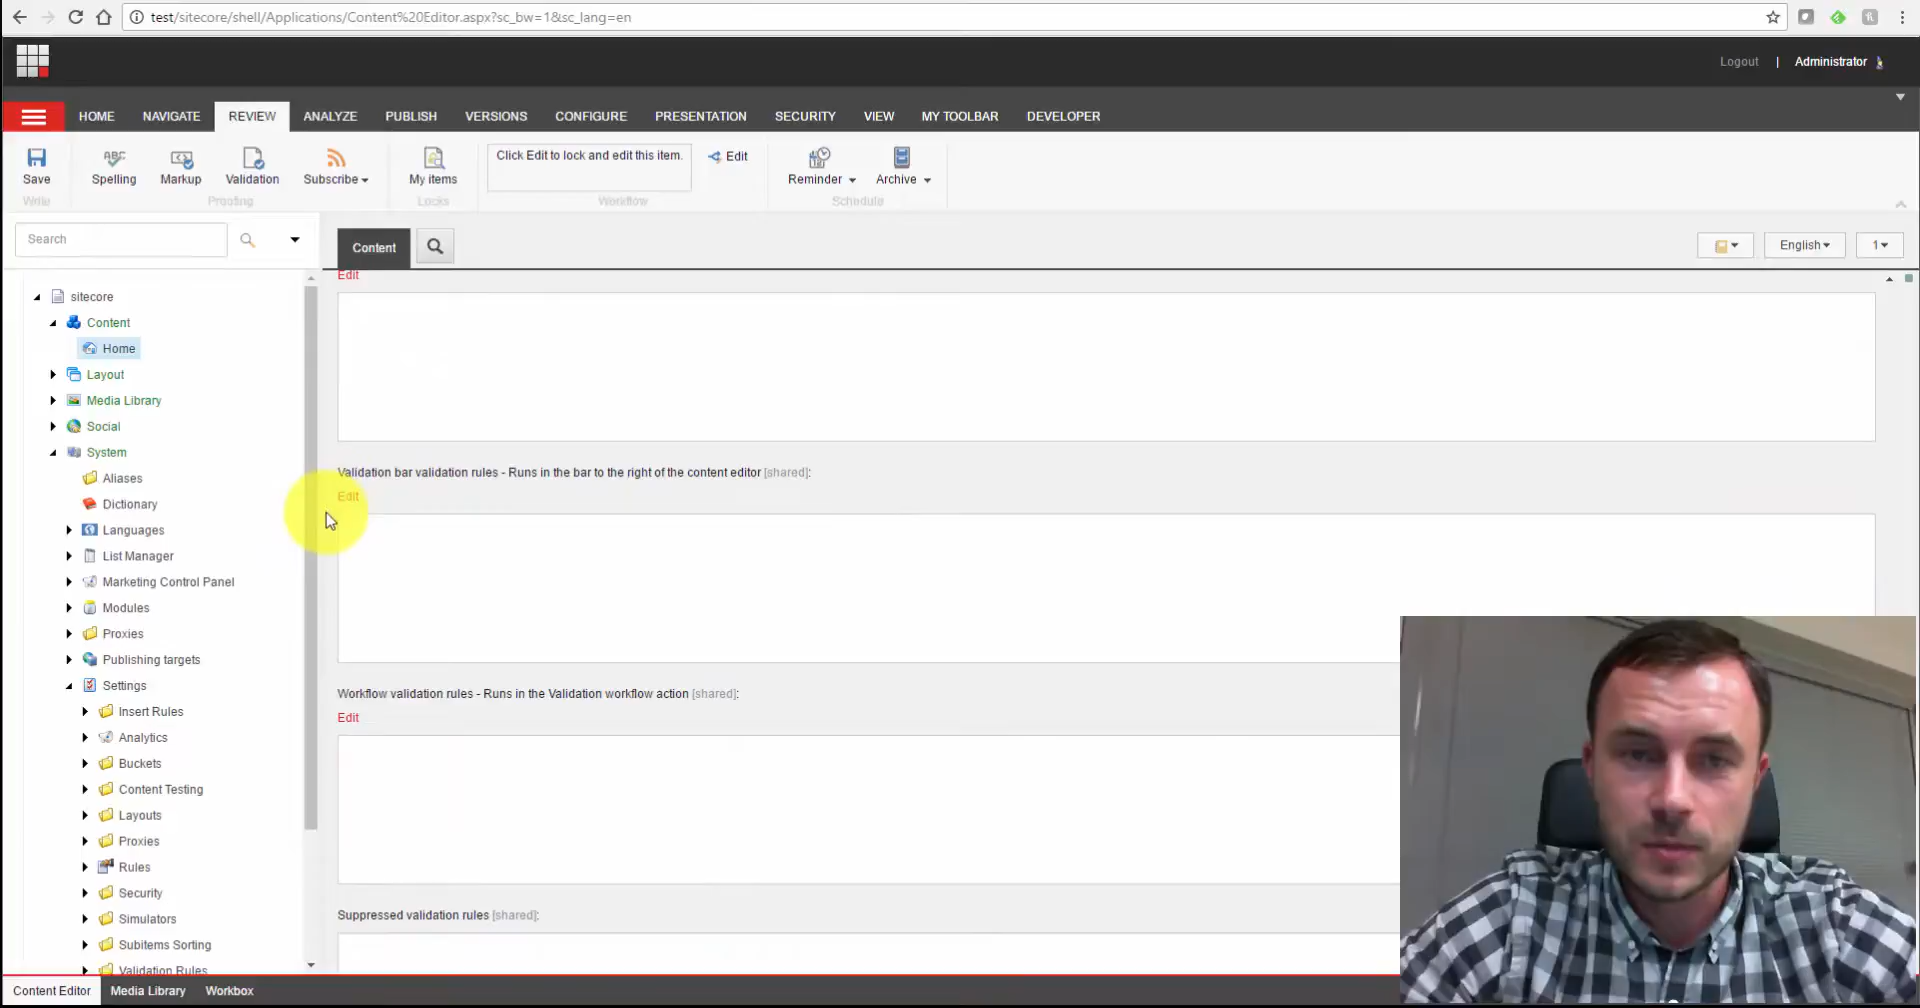 test/sitecore/shell/Applications/Content%20Editor.aspx?sc_bw=1&sc_lang=en
Logout | Administrator
HOME NAVIGATE REVIEW ANALYZE PUBLISH VERSIONS CONFIGURE PRESENTATION SECURITY VIEW MY TOOLBAR DEVELOPER
Save
Write
ABC
Spelling
Markup
Validation
Subscribe
Proofing
My items
Locks
Click Edit to lock and edit this item.
Edit
Workflow
Reminder
Archive
Schedule
Search
Content
English
1
sitecore
Content
Home
Layout
Media Library
Social
System
Aliases
Dictionary
Languages
List Manager
Marketing Control Panel
Modules
Proxies
Publishing targets
Settings
Insert Rules
Analytics
Buckets
Content Testing
Layouts
Proxies
Rules
Security
Simulators
Subitems Sorting
Validation Rules
Edit
Validation bar validation rules - Runs in the bar to the right of the content editor [shared]:
Edit
Workflow validation rules - Runs in the Validation workflow action [shared]:
Edit
Suppressed validation rules [shared]:
Content Editor Media Library Workbox